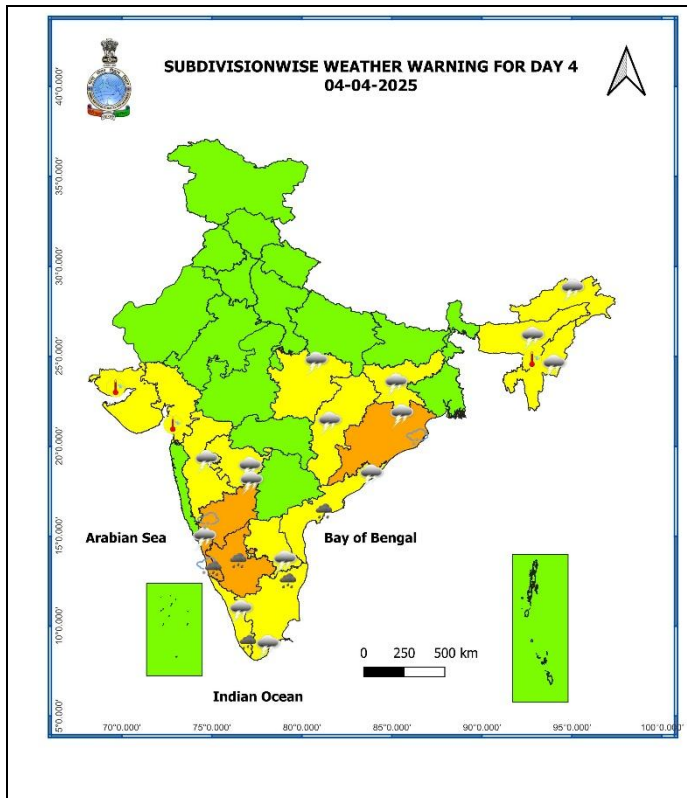 SUBDIVISIONWISE WEATHER WARNING FOR DAY 4
04-04-2025
40°0.000'
35°0.000'
30°0.000'
25°0.000'
20°0.000'
15°0.000'
10°0.000'
5°0.000'
Arabian Sea
Bay of Bengal
0 250 500 km
Indian Ocean
70°0.000' 75°0.000' 80°0.000' 85°0.000' 90°0.000' 95°0.000' 100°0.000'